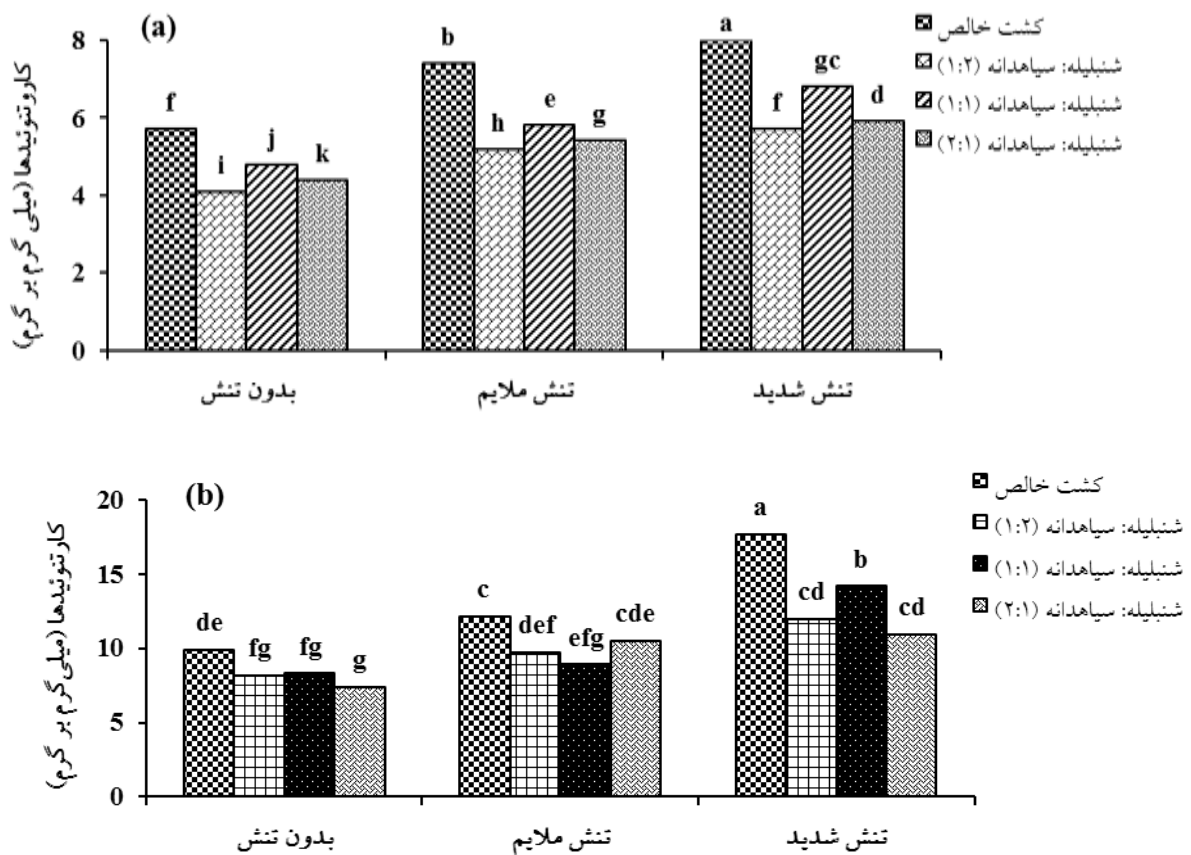 (a)
کاروتنوئیدها (میلی گرم بر گرم)
8
6
4
2
0
f
i
j
k
b
h
e
g
a
f
gc
d
بدون تنش
تنش ملایم
تنش شدید
کشت خالص
شنبلیله: سیاهدانه (۱:۲)
شنبلیله: سیاهدانه (۱:۱)
شنبلیله: سیاهدانه (۲:۱)
(b)
کارتنوئیدها (میلی‌گرم بر گرم)
20
15
10
5
0
de
fg
fg
g
c
def
efg
cde
a
cd
b
cd
بدون تنش
تنش ملایم
تنش شدید
کشت خالص
شنبلیله: سیاهدانه (۱:۲)
شنبلیله: سیاهدانه (۱:۱)
شنبلیله: سیاهدانه (۲:۱)